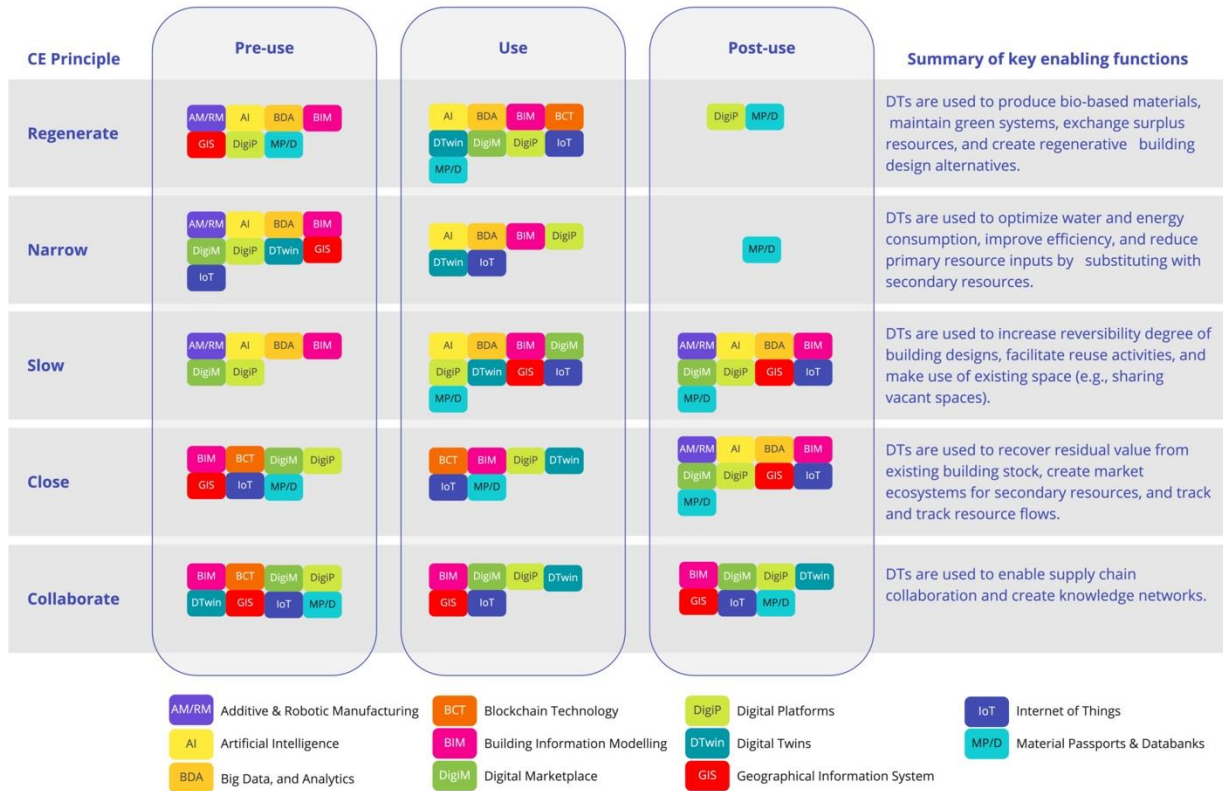 CE Principle
Pre-use
Use
Post-use
Summary of key enabling functions
Regenerate
AM/RM AI BDA BIM
GIS DigiP MP/D
AI BDA BIM BCT
DTwin DigiM DigiP IoT
MP/D
DigiP MP/D
DTs are used to produce bio-based materials,
maintain green systems, exchange surplus
resources, and create regenerative building
design alternatives.
Narrow
AM/RM AI BDA BIM
DigiM DigiP DTwin GIS
IoT
AI BDA BIM DigiP
DTwin IoT
MP/D
DTs are used to optimize water and energy
consumption, improve efficiency, and reduce
primary resource inputs by substituting with
secondary resources.
Slow
AM/RM AI BDA BIM
DigiM DigiP
AI BDA BIM DigiM
DigiP DTwin GIS IoT
MP/D
AM/RM AI BDA BIM
DigiM DigiP GIS IoT
MP/D
DTs are used to increase reversibility degree of
building designs, facilitate reuse activities, and
make use of existing space (e.g., sharing
vacant spaces).
Close
BIM BCT DigiM DigiP
GIS IoT MP/D
BCT BIM DigiP DTwin
IoT MP/D
AM/RM AI BDA BIM
DigiM DigiP GIS IoT
MP/D
DTs are used to recover residual value from
existing building stock, create market
ecosystems for secondary resources, and track
and track resource flows.
Collaborate
BIM BCT DigiM DigiP
DTwin GIS IoT MP/D
BIM DigiM DigiP DTwin
GIS IoT
BIM DigiM DigiP DTwin
GIS IoT MP/D
DTs are used to enable supply chain
collaboration and create knowledge networks.
AM/RM Additive & Robotic Manufacturing
AI Artificial Intelligence
BDA Big Data, and Analytics
BCT Blockchain Technology
BIM Building Information Modelling
DigiM Digital Marketplace
DigiP Digital Platforms
DTwin Digital Twins
GIS Geographical Information System
IoT Internet of Things
MP/D Material Passports & Databanks